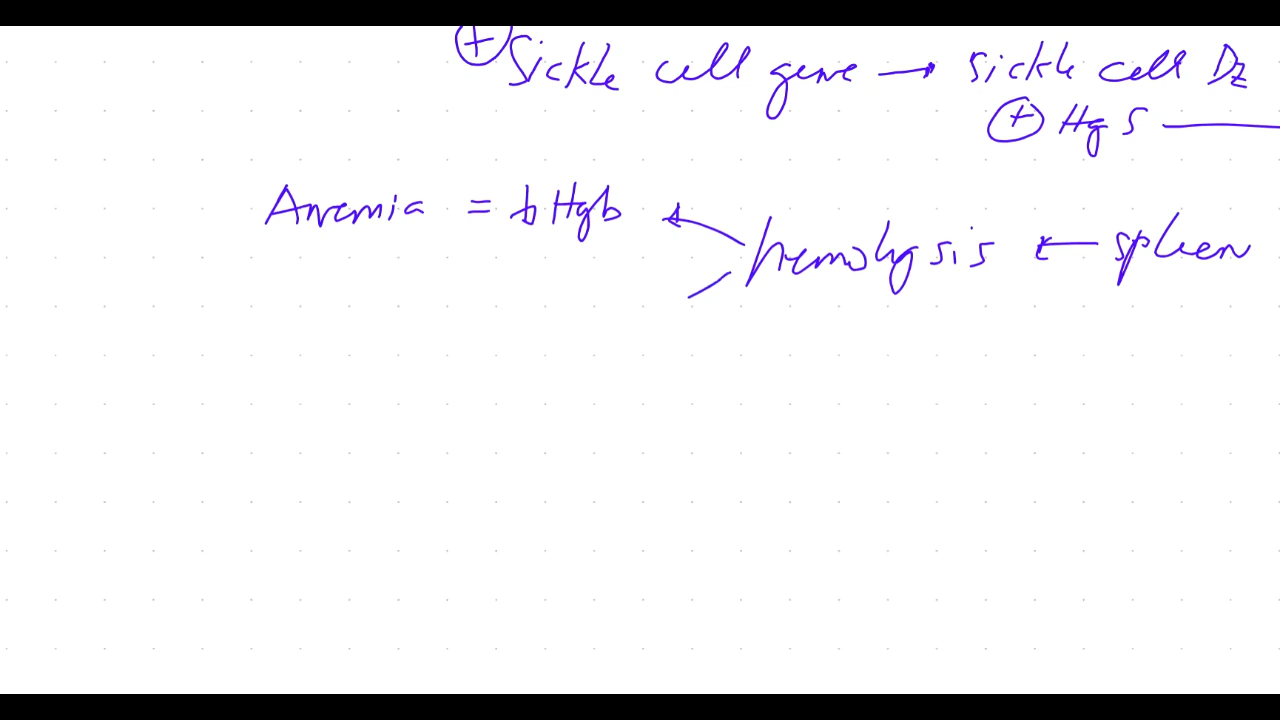 ⊕ Sickle cell gene → sickle cell Dz
⊕ Hg S —
Anemia = ↓ Hgb ← hemolysis ← spleen